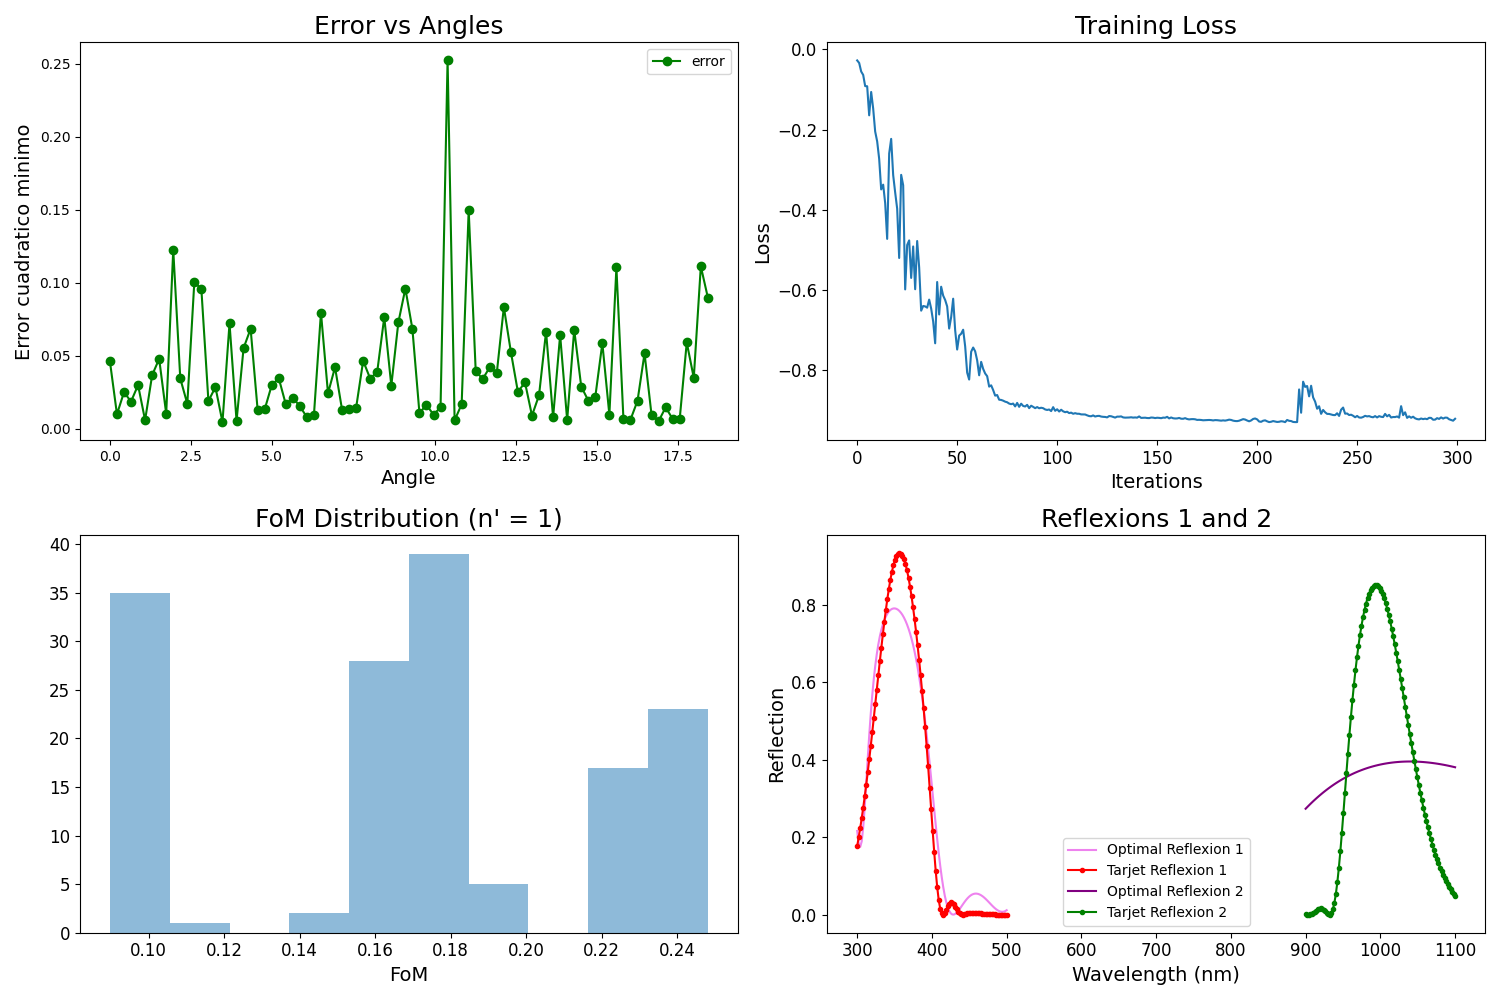 Error vs Angles
Error cuadratico minimo
0.25
0.20
0.15
0.10
0.05
0.00
error
0.0 2.5 5.0 7.5 10.0 12.5 15.0 17.5
Angle
Training Loss
Loss
0.0
−0.2
−0.4
−0.6
−0.8
0 50 100 150 200 250 300
Iterations
FoM Distribution (n' = 1)
40
35
30
25
20
15
10
5
0
0.10 0.12 0.14 0.16 0.18 0.20 0.22 0.24
FoM
Reflexions 1 and 2
Reflection
0.8
0.6
0.4
0.2
0.0
Optimal Reflexion 1
Tarjet Reflexion 1
Optimal Reflexion 2
Tarjet Reflexion 2
300 400 500 600 700 800 900 1000 1100
Wavelength (nm)